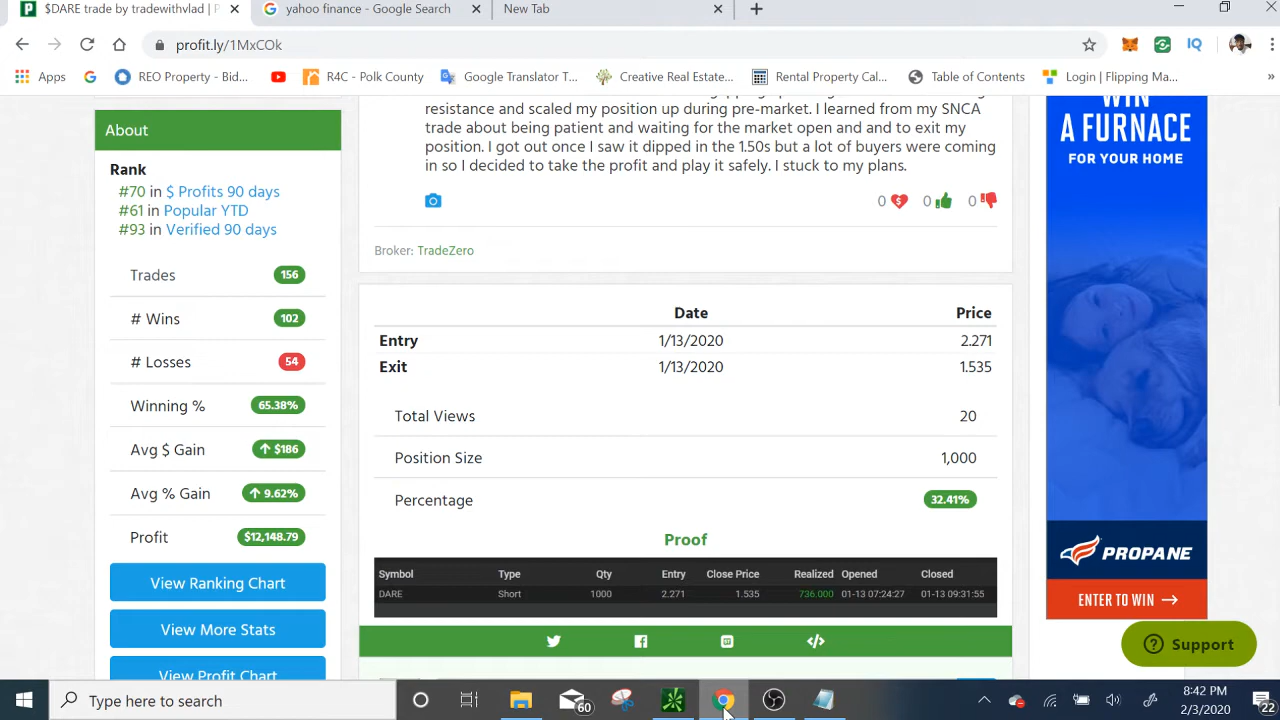 $DARE trade by tradewithvlad | P
yahoo finance - Google Search
New Tab
profit.ly/1MxCOk
IQ
Apps
REO Property - Bid...
R4C - Polk County
Google Translator T...
Creative Real Estate...
Rental Property Cal...
Table of Contents
Login | Flipping Ma...
»
About
Rank
#70 in $ Profits 90 days
#61 in Popular YTD
#93 in Verified 90 days
Trades 156
# Wins 102
# Losses 54
Winning % 65.38%
Avg $ Gain ↑ $186
Avg % Gain ↑ 9.62%
Profit $12,148.79
View Ranking Chart
View More Stats
View Profit Chart
resistance and scaled my position up during pre-market. I learned from my SNCA
trade about being patient and waiting for the market open and and to exit my
position. I got out once I saw it dipped in the 1.50s but a lot of buyers were coming
in so I decided to take the profit and play it safely. I stuck to my plans.
0 0 0
Broker: TradeZero
Date Price
Entry 1/13/2020 2.271
Exit 1/13/2020 1.535
Total Views 20
Position Size 1,000
Percentage 32.41%
Proof
Symbol Type Qty Entry Close Price Realized Opened Closed
DARE Short 1000 2.271 1.535 736.000 01-13 07:24:27 01-13 09:31:55
WIN
A FURNACE
FOR YOUR HOME
PROPANE
ENTER TO WIN →
Support
Type here to search
60
8:42 PM
2/3/2020
22